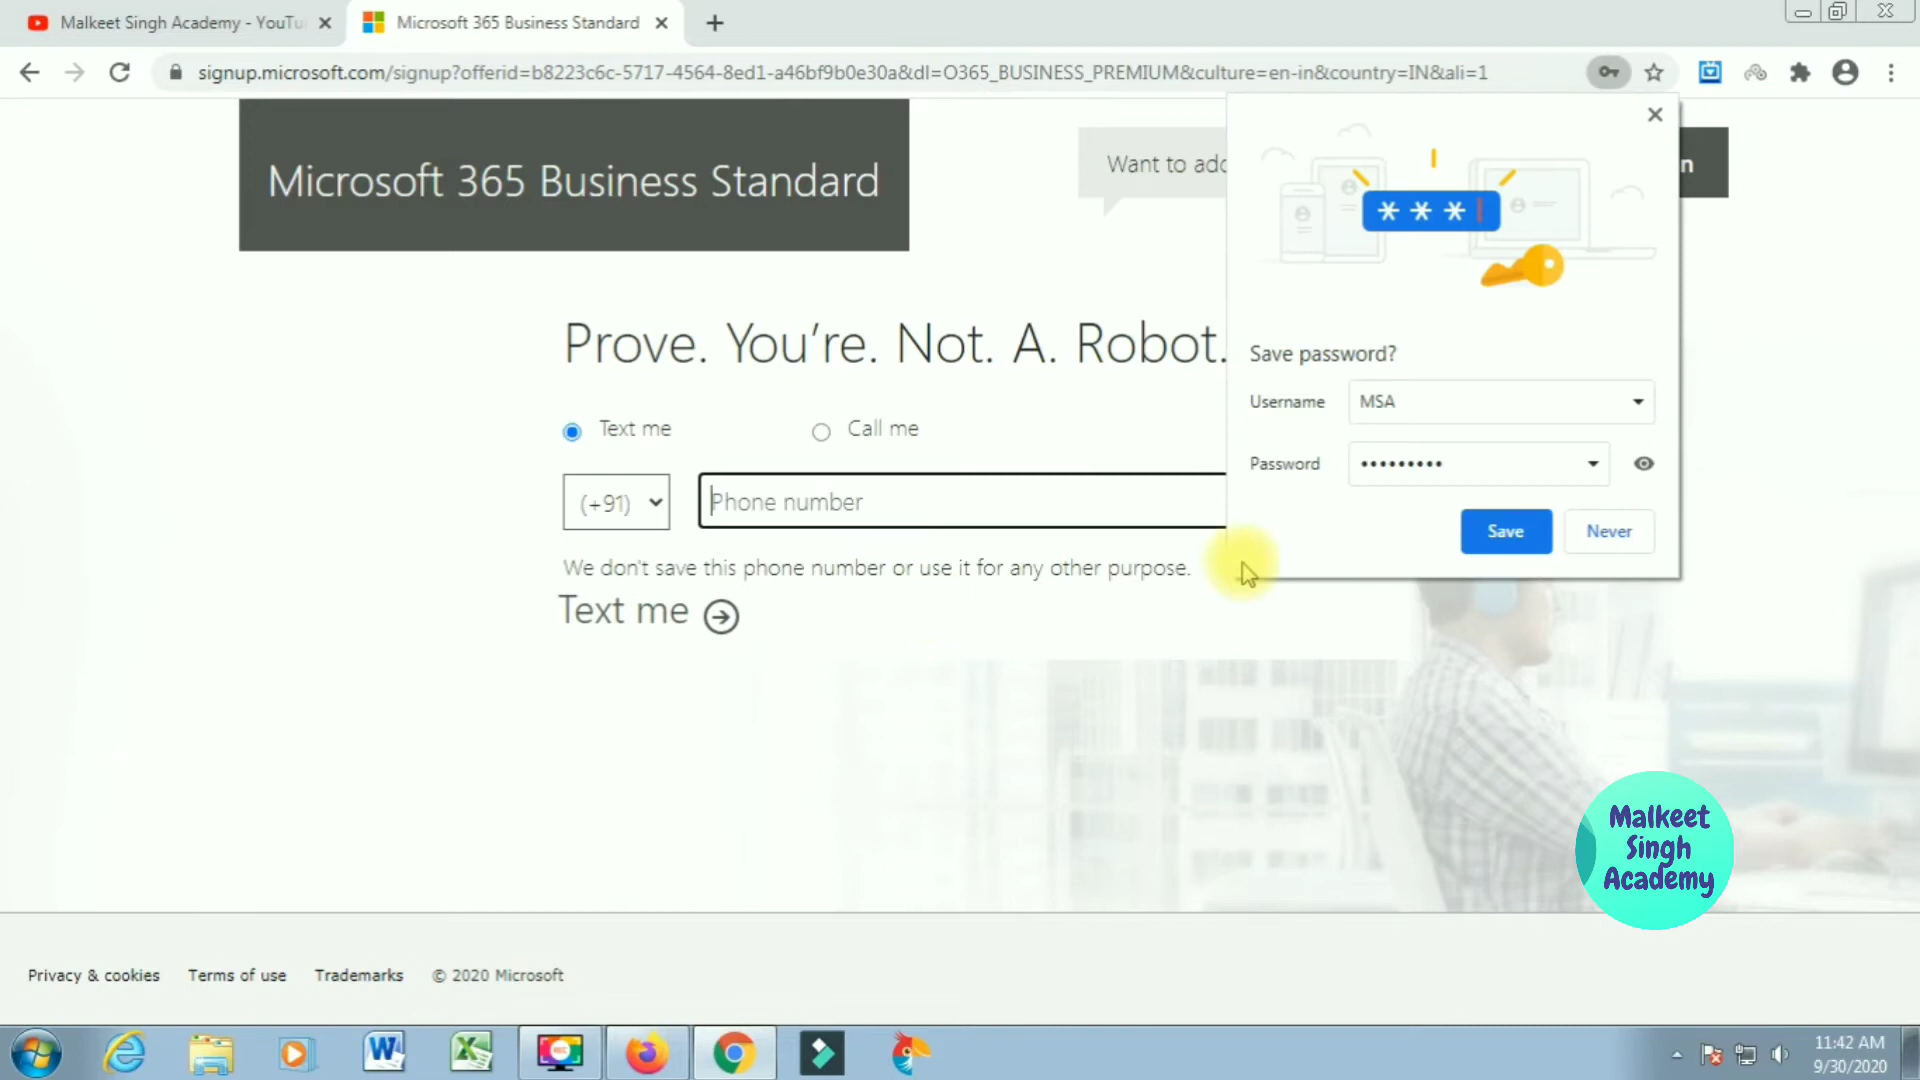 Malkeet Singh Academy - YouTu
Microsoft 365 Business Standard
signup.microsoft.com/signup?offerid=b8223c6c-5717-4564-8ed1-a46bf9b0e30a&dl=O365_BUSINESS_PREMIUM&culture=en-in&country=IN&ali=1
Microsoft 365 Business Standard
Want to add
n
* * * |
Prove. You're. Not. A. Robot.
Save password?
Username MSA
Text me
Call me
Password •••••••••
(+91)
Phone number
Save
Never
We don't save this phone number or use it for any other purpose.
Text me
Malkeet
Singh
Academy
Privacy & cookies
Terms of use
Trademarks
© 2020 Microsoft
11:42 AM
9/30/2020